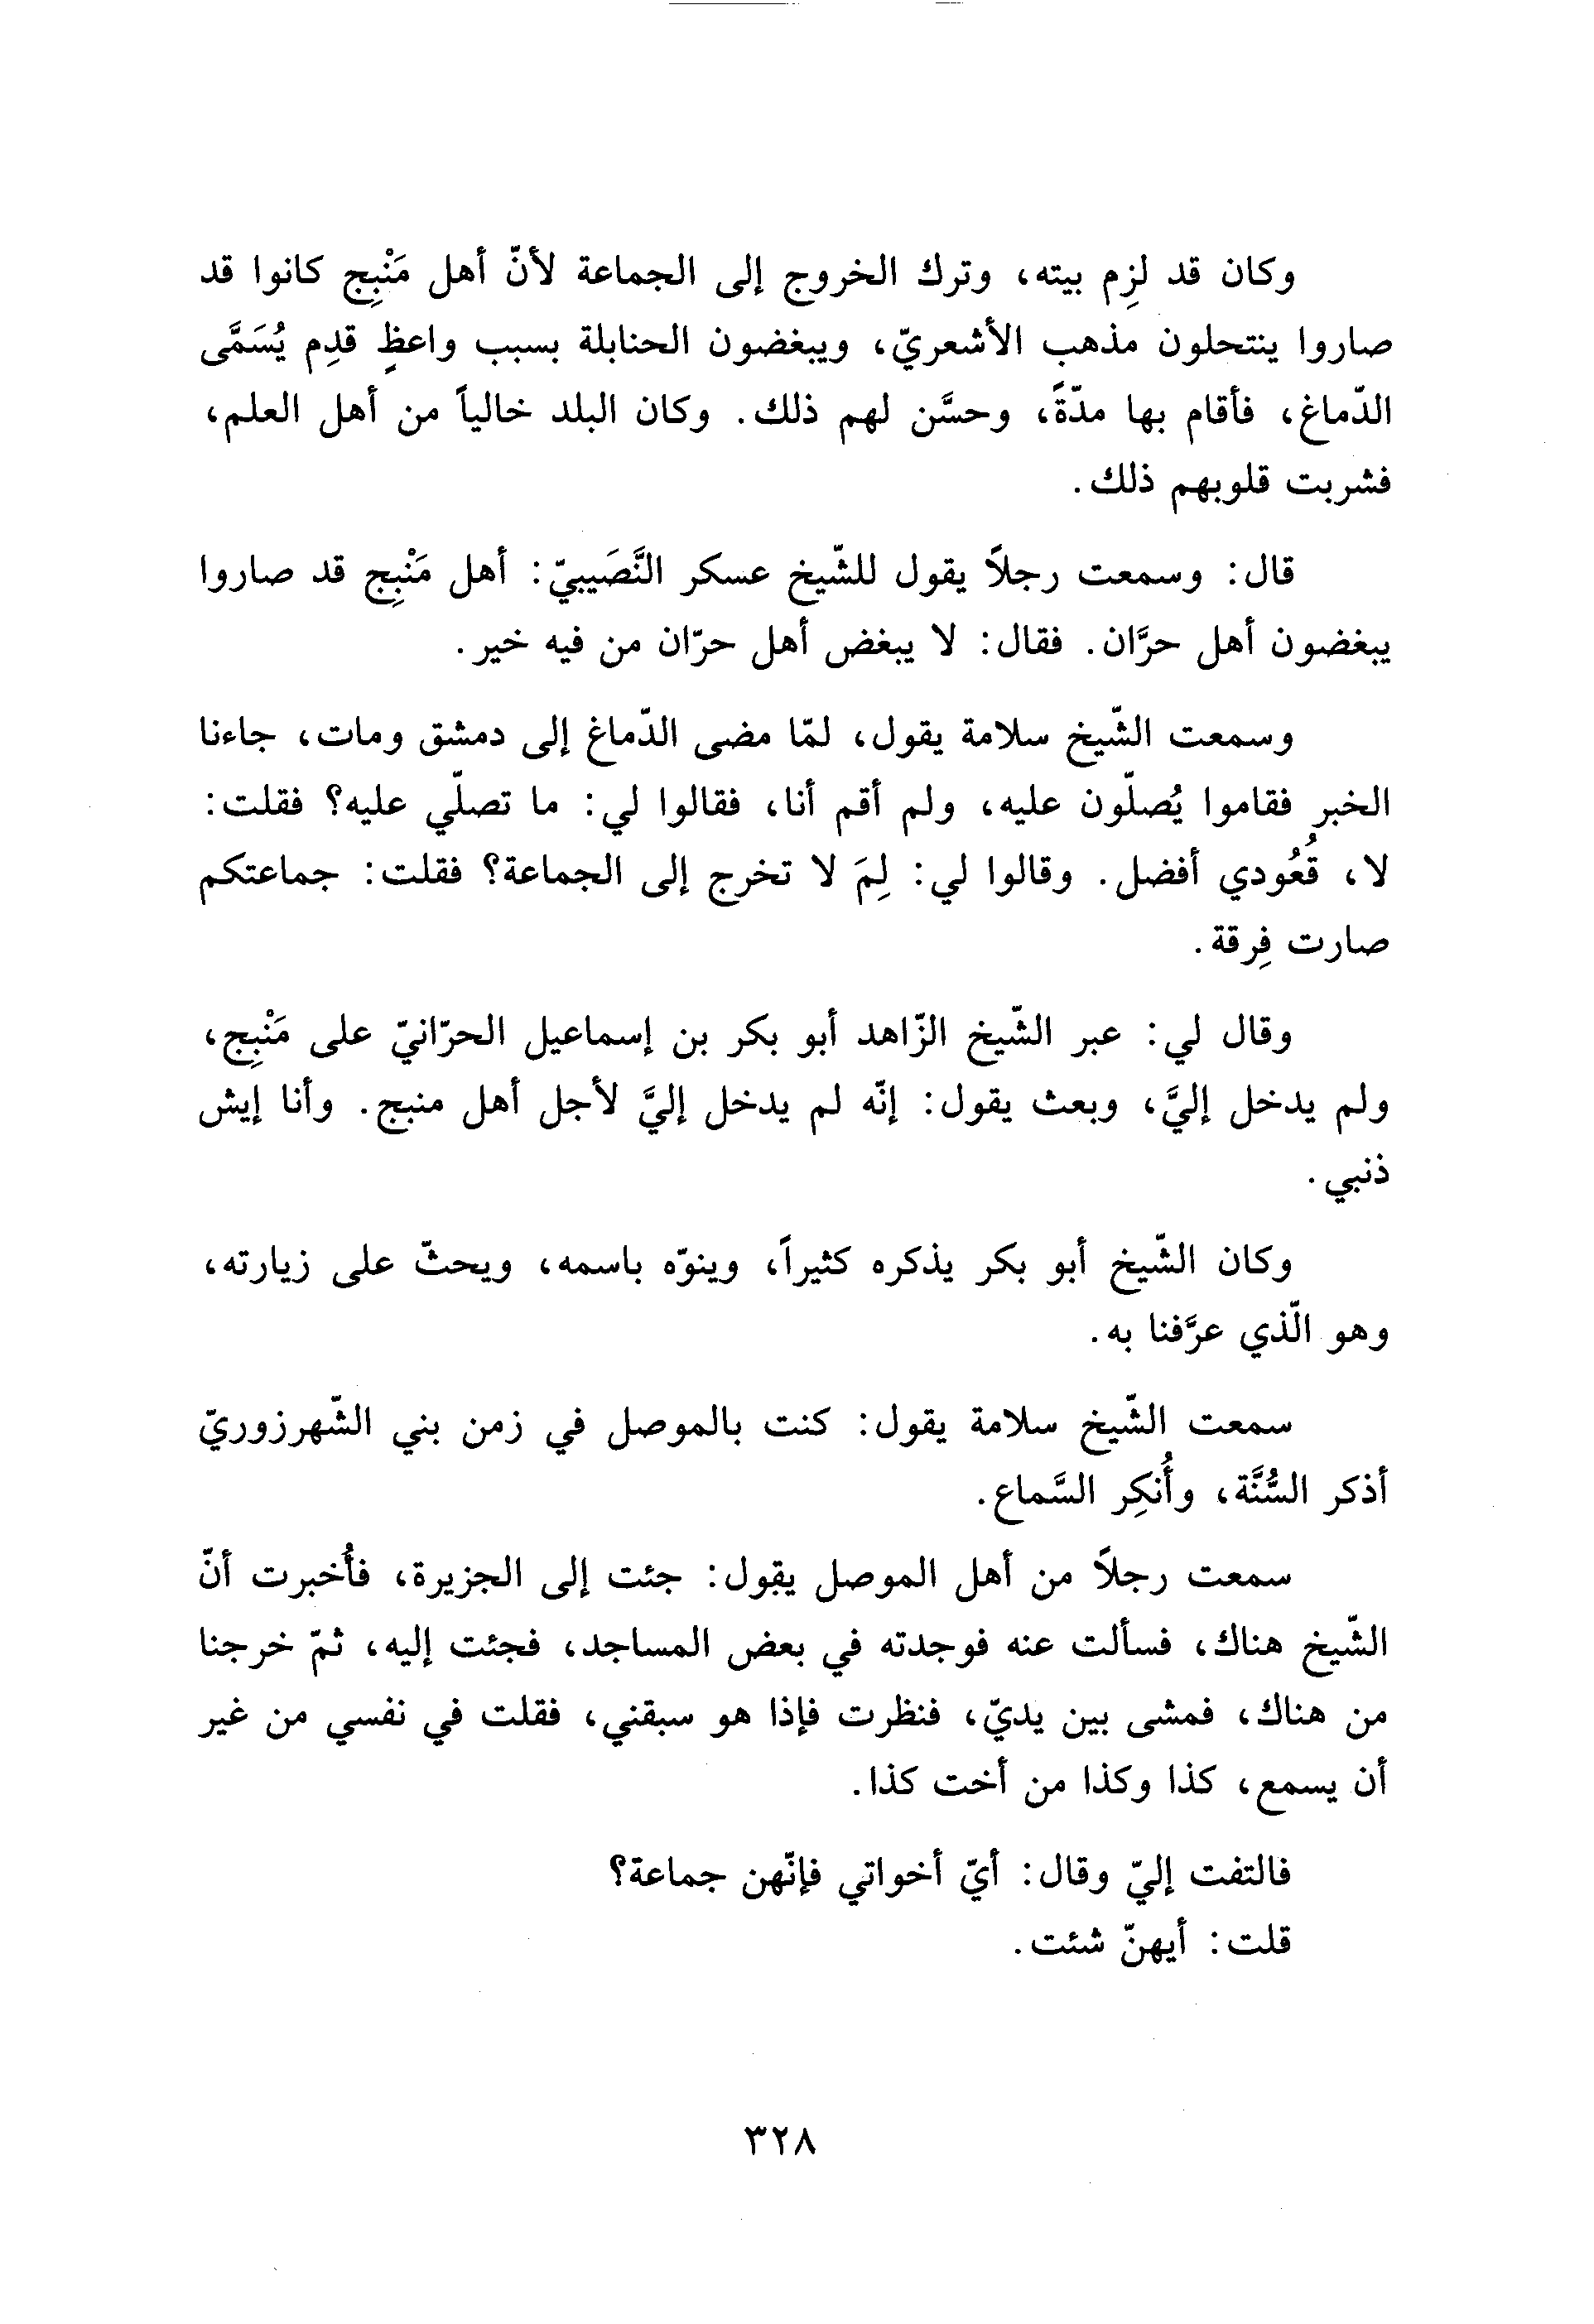 وكان قد لزِم بيته، وترك الخروج إلى الجماعة لأنّ أهل مَنْبِج كانوا قد
صاروا ينتحلون مذهب الأشعريّ، ويبغضون الحنابلة بسبب واعظٍ قدِم يُسَمَّى
الدّماغ، فأقام بها مدّةً، وحسَّن لهم ذلك. وكان البلد خالياً من أهل العلم،
فشربت قلوبهم ذلك.
قال: وسمعت رجلاً يقول للشّيخ عسكر النَّصَيبيّ: أهل مَنْبِج قد صاروا
يبغضون أهل حرَّان. فقال: لا يبغض أهل حرّان من فيه خير.
وسمعت الشّيخ سلامة يقول، لمّا مضى الدّماغ إلى دمشق ومات، جاءنا
الخبر فقاموا يُصلّون عليه، ولم أقم أنا، فقالوا لي: ما تصلّي عليه؟ فقلت:
لا، قُعُودي أفضل. وقالوا لي: لِمَ لا تخرج إلى الجماعة؟ فقلت: جماعتكم
صارت فِرقة.
وقال لي: عبر الشّيخ الزّاهد أبو بكر بن إسماعيل الحرّانيّ على مَنْبِج،
ولم يدخل إليَّ، وبعث يقول: إنّه لم يدخل إليَّ لأجل أهل منبج. وأنا إيش
ذنبي.
وكان الشّيخ أبو بكر يذكره كثيراً، وينوّه باسمه، ويحثّ على زيارته،
وهو الّذي عرَّفنا به.
سمعت الشّيخ سلامة يقول: كنت بالموصل في زمن بني الشّهرزوريّ
أذكر السُّنَّة، وأُنكِر السَّماع.
سمعت رجلاً من أهل الموصل يقول: جئت إلى الجزيرة، فأُخبرت أنّ
الشّيخ هناك، فسألت عنه فوجدته في بعض المساجد، فجئت إليه، ثمّ خرجنا
من هناك، فمشى بين يديّ، فنظرت فإذا هو سبقني، فقلت في نفسي من غير
أن يسمع، كذا وكذا من أخت كذا.
فالتفت إليّ وقال: أيّ أخواتي فإنّهن جماعة؟
قلت: أيهنّ شئت.
٣٢٨